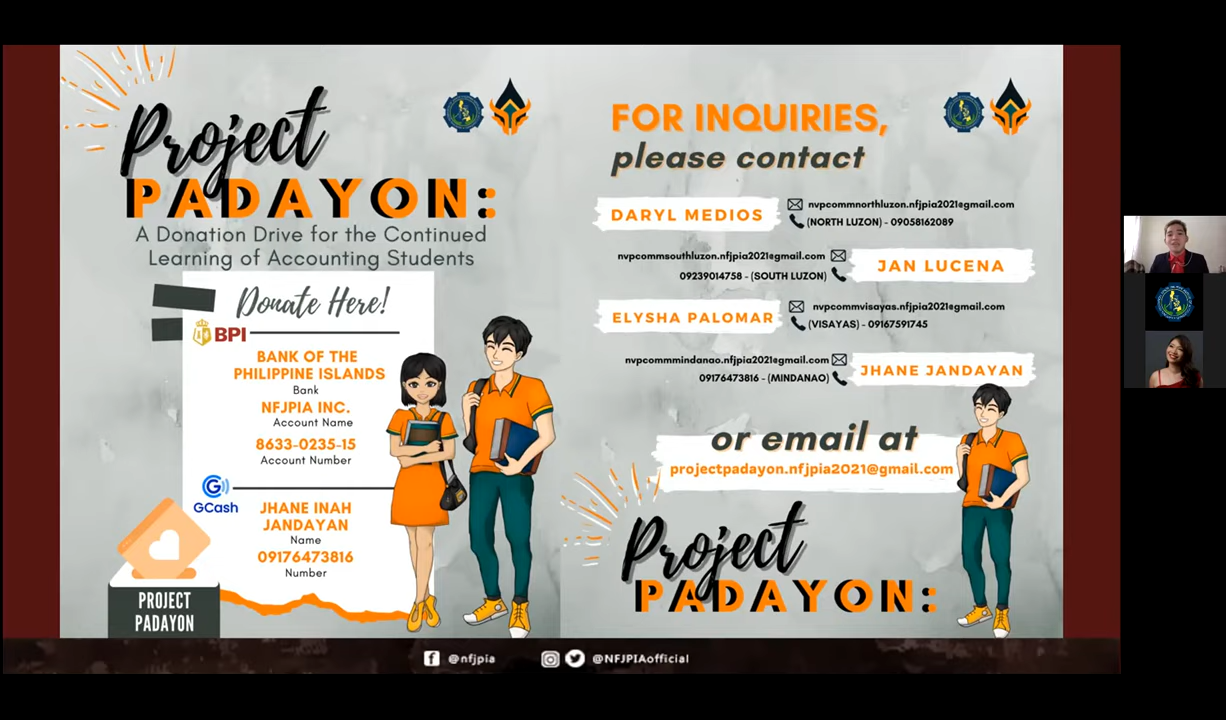 Project
PADAYON:
A Donation Drive for the Continued
Learning of Accounting Students
Donate Here!
BPI
BANK OF THE
PHILIPPINE ISLANDS
Bank
NFJPIA INC.
Account Name
8633-0235-15
Account Number
GCash
JHANE INAH
JANDAYAN
Name
09176473816
Number
PROJECT
PADAYON
FOR INQUIRIES,
please contact
DARYL MEDIOS
nvpcommnorthluzon.nfjpia2021@gmail.com
(NORTH LUZON) - 09058162089
nvpcommsouthluzon.nfjpia2021@gmail.com
09239014758 - (SOUTH LUZON)
JAN LUCENA
ELYSHA PALOMAR
nvpcommvisayas.nfjpia2021@gmail.com
(VISAYAS) - 09167591745
nvpcommmindanao.nfjpia2021@gmail.com
09176473816 - (MINDANAO)
JHANE JANDAYAN
or email at
projectpadayon.nfjpia2021@gmail.com
Project
PADAYON:
@nfjpia
@NFJPIAofficial